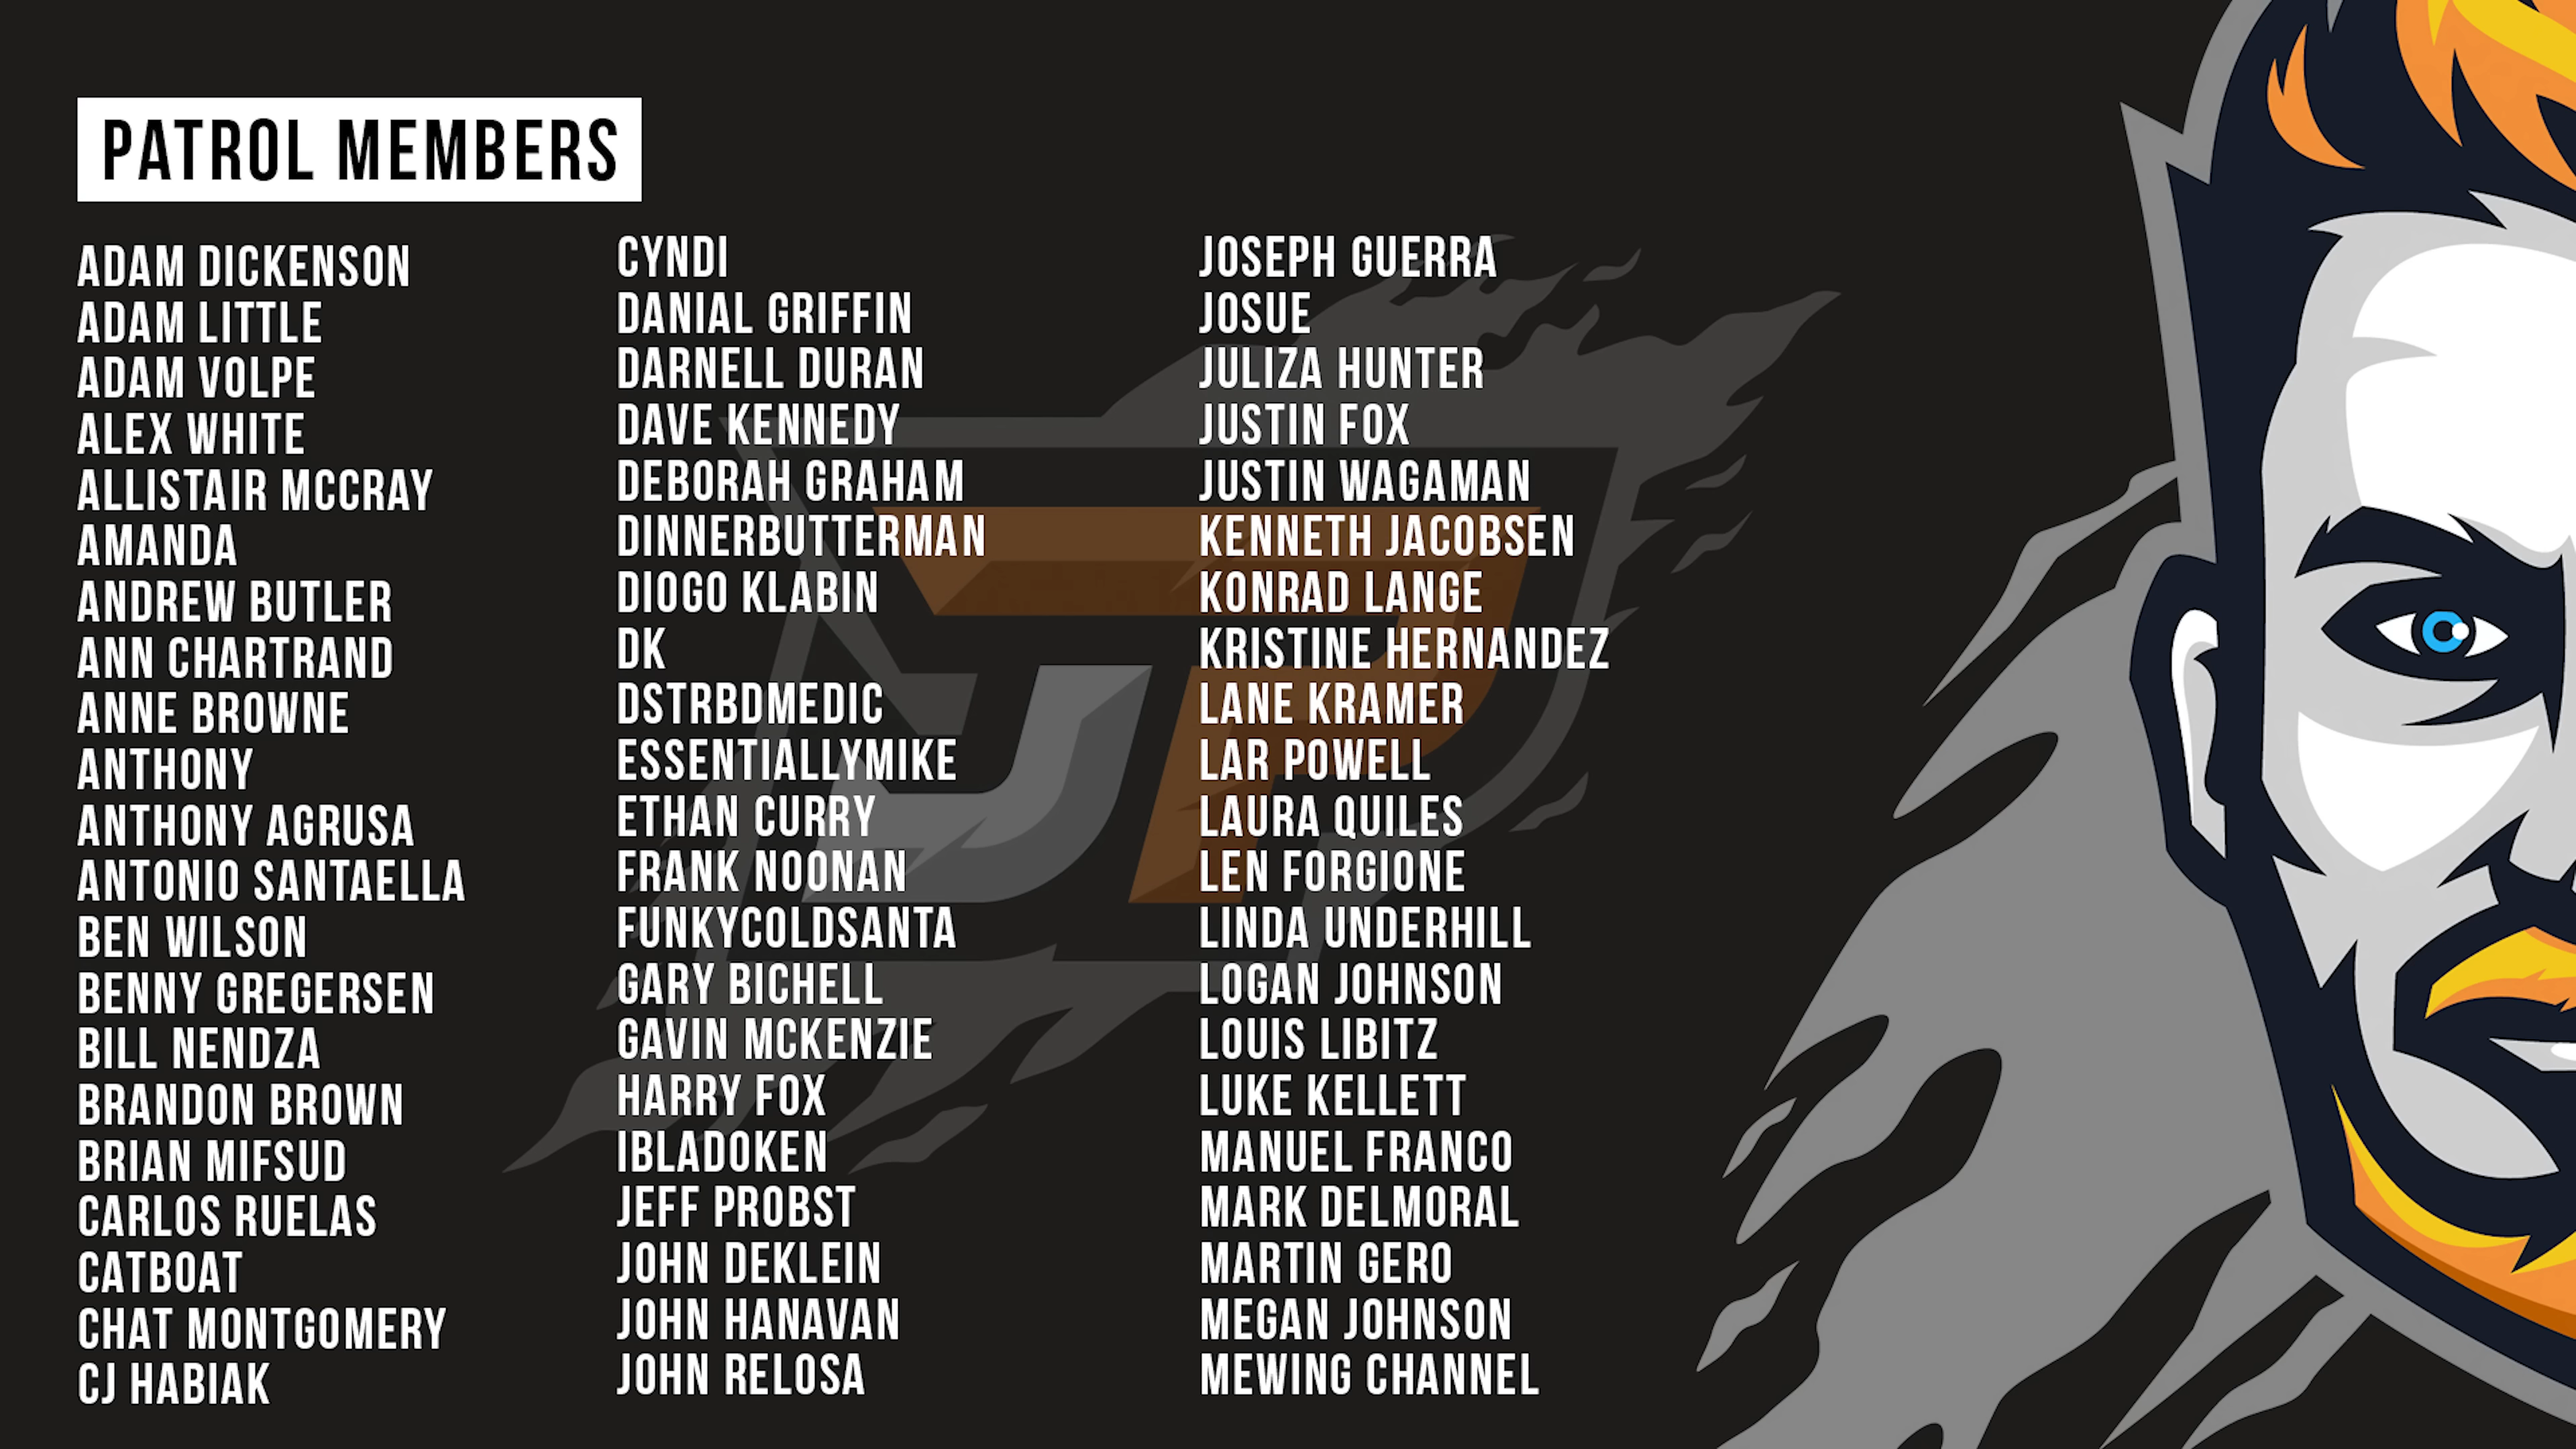 PATROL MEMBERS
ADAM DICKENSON
ADAM LITTLE
ADAM VOLPE
ALEX WHITE
ALLISTAIR MCCRAY
AMANDA
ANDREW BUTLER
ANN CHARTRAND
ANNE BROWNE
ANTHONY
ANTHONY AGRUSA
ANTONIO SANTAELLA
BEN WILSON
BENNY GREGERSEN
BILL NENDZA
BRANDON BROWN
BRIAN MIFSUD
CARLOS RUELAS
CATBOAT
CHAT MONTGOMERY
CJ HABIAK
CYNDI
DANIAL GRIFFIN
DARNELL DURAN
DAVE KENNEDY
DEBORAH GRAHAM
DINNERBUTTERMAN
DIOGO KLABIN
DK
DSTRBDMEDIC
ESSENTIALLYMIKE
ETHAN CURRY
FRANK NOONAN
FUNKYCOLDSANTA
GARY BICHELL
GAVIN MCKENZIE
HARRY FOX
IBLADOKEN
JEFF PROBST
JOHN DEKLEIN
JOHN HANAVAN
JOHN RELOSA
JOSEPH GUERRA
JOSUE
JULIZA HUNTER
JUSTIN FOX
JUSTIN WAGAMAN
KENNETH JACOBSEN
KONRAD LANGE
KRISTINE HERNANDEZ
LANE KRAMER
LAR POWELL
LAURA QUILES
LEN FORGIONE
LINDA UNDERHILL
LOGAN JOHNSON
LOUIS LIBITZ
LUKE KELLETT
MANUEL FRANCO
MARK DELMORAL
MARTIN GERO
MEGAN JOHNSON
MEWING CHANNEL
JP